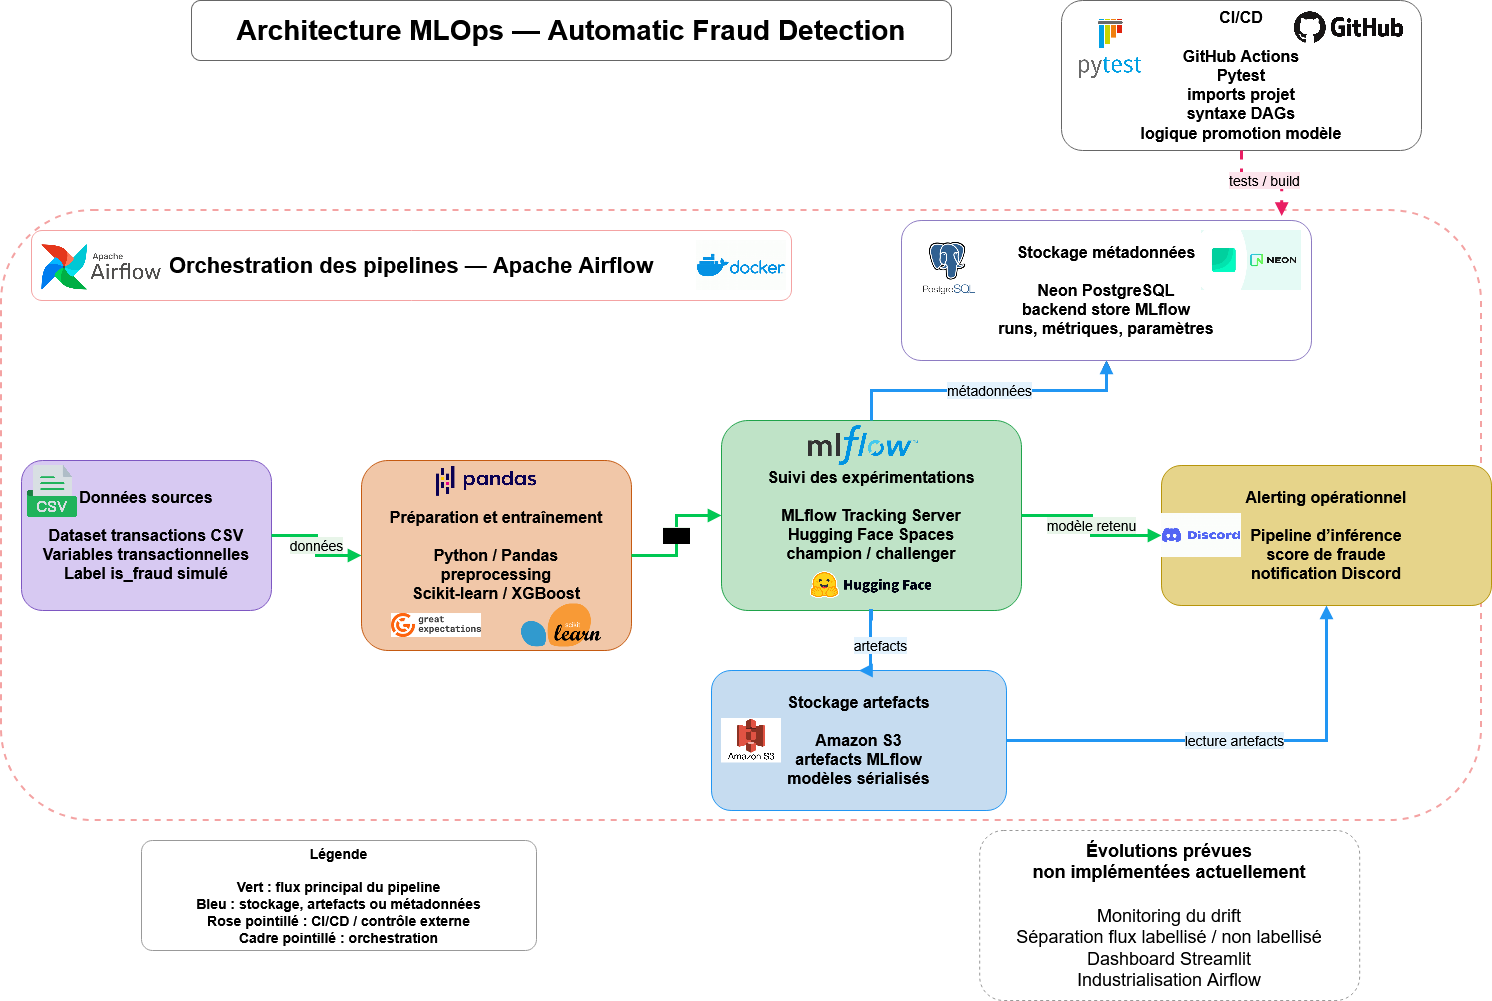 Architecture MLOps — Automatic Fraud Detection
CI/CD
GitHub
pytest
GitHub Actions
Pytest
imports projet
syntaxe DAGs
logique promotion modèle
tests / build
Apache
Airflow
Orchestration des pipelines — Apache Airflow
docker
PostgreSQL
Stockage métadonnées
NEON
Neon PostgreSQL
backend store MLflow
runs, métriques, paramètres
métadonnées
CSV
Données sources
Dataset transactions CSV
Variables transactionnelles
Label is_fraud simulé
données
pandas
Préparation et entraînement
Python / Pandas
preprocessing
Scikit-learn / XGBoost
great
expectations
scikit
learn
mlflow
Suivi des expérimentations
MLflow Tracking Server
Hugging Face Spaces
champion / challenger
Hugging Face
modèle retenu
Alerting opérationnel
Discord
Pipeline d’inférence
score de fraude
notification Discord
artefacts
Stockage artefacts
Amazon S3
Amazon S3
artefacts MLflow
modèles sérialisés
lecture artefacts
Légende
Vert : flux principal du pipeline
Bleu : stockage, artefacts ou métadonnées
Rose pointillé : CI/CD / contrôle externe
Cadre pointillé : orchestration
Évolutions prévues
non implémentées actuellement
Monitoring du drift
Séparation flux labellisé / non labellisé
Dashboard Streamlit
Industrialisation Airflow